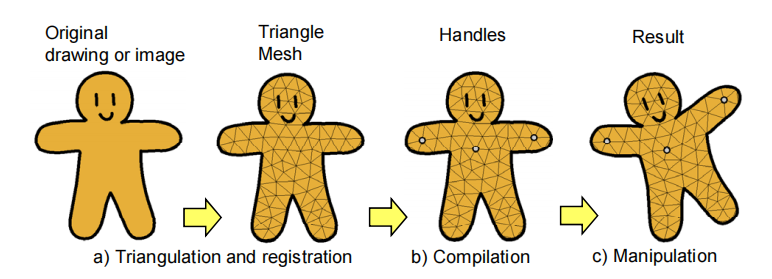 Original
drawing or image
Triangle
Mesh
Handles
Result
a) Triangulation and registration
b) Compilation
c) Manipulation